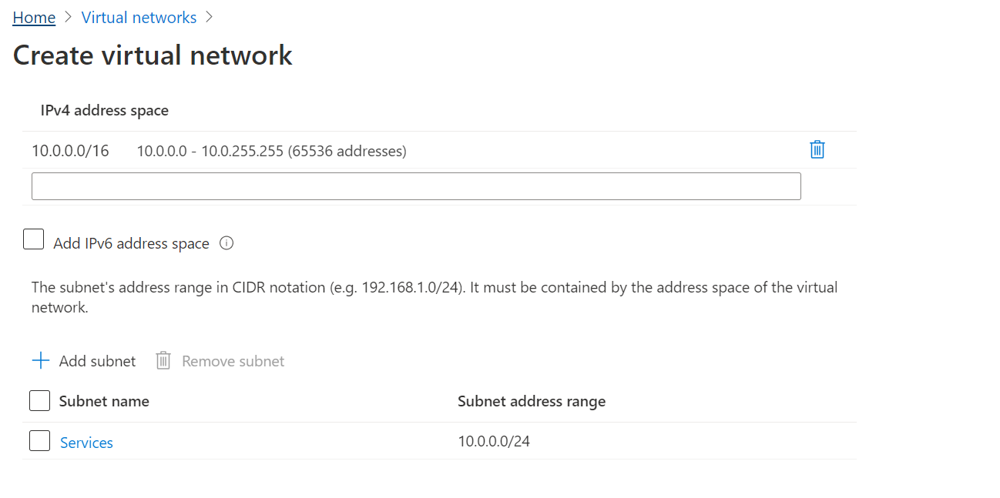 Home > Virtual networks >
Create virtual network
IPv4 address space
10.0.0.0/16 10.0.0.0 - 10.0.255.255 (65536 addresses)
Add IPv6 address space
The subnet's address range in CIDR notation (e.g. 192.168.1.0/24). It must be contained by the address space of the virtual
network.
Add subnet Remove subnet
Subnet name Subnet address range
Services 10.0.0.0/24